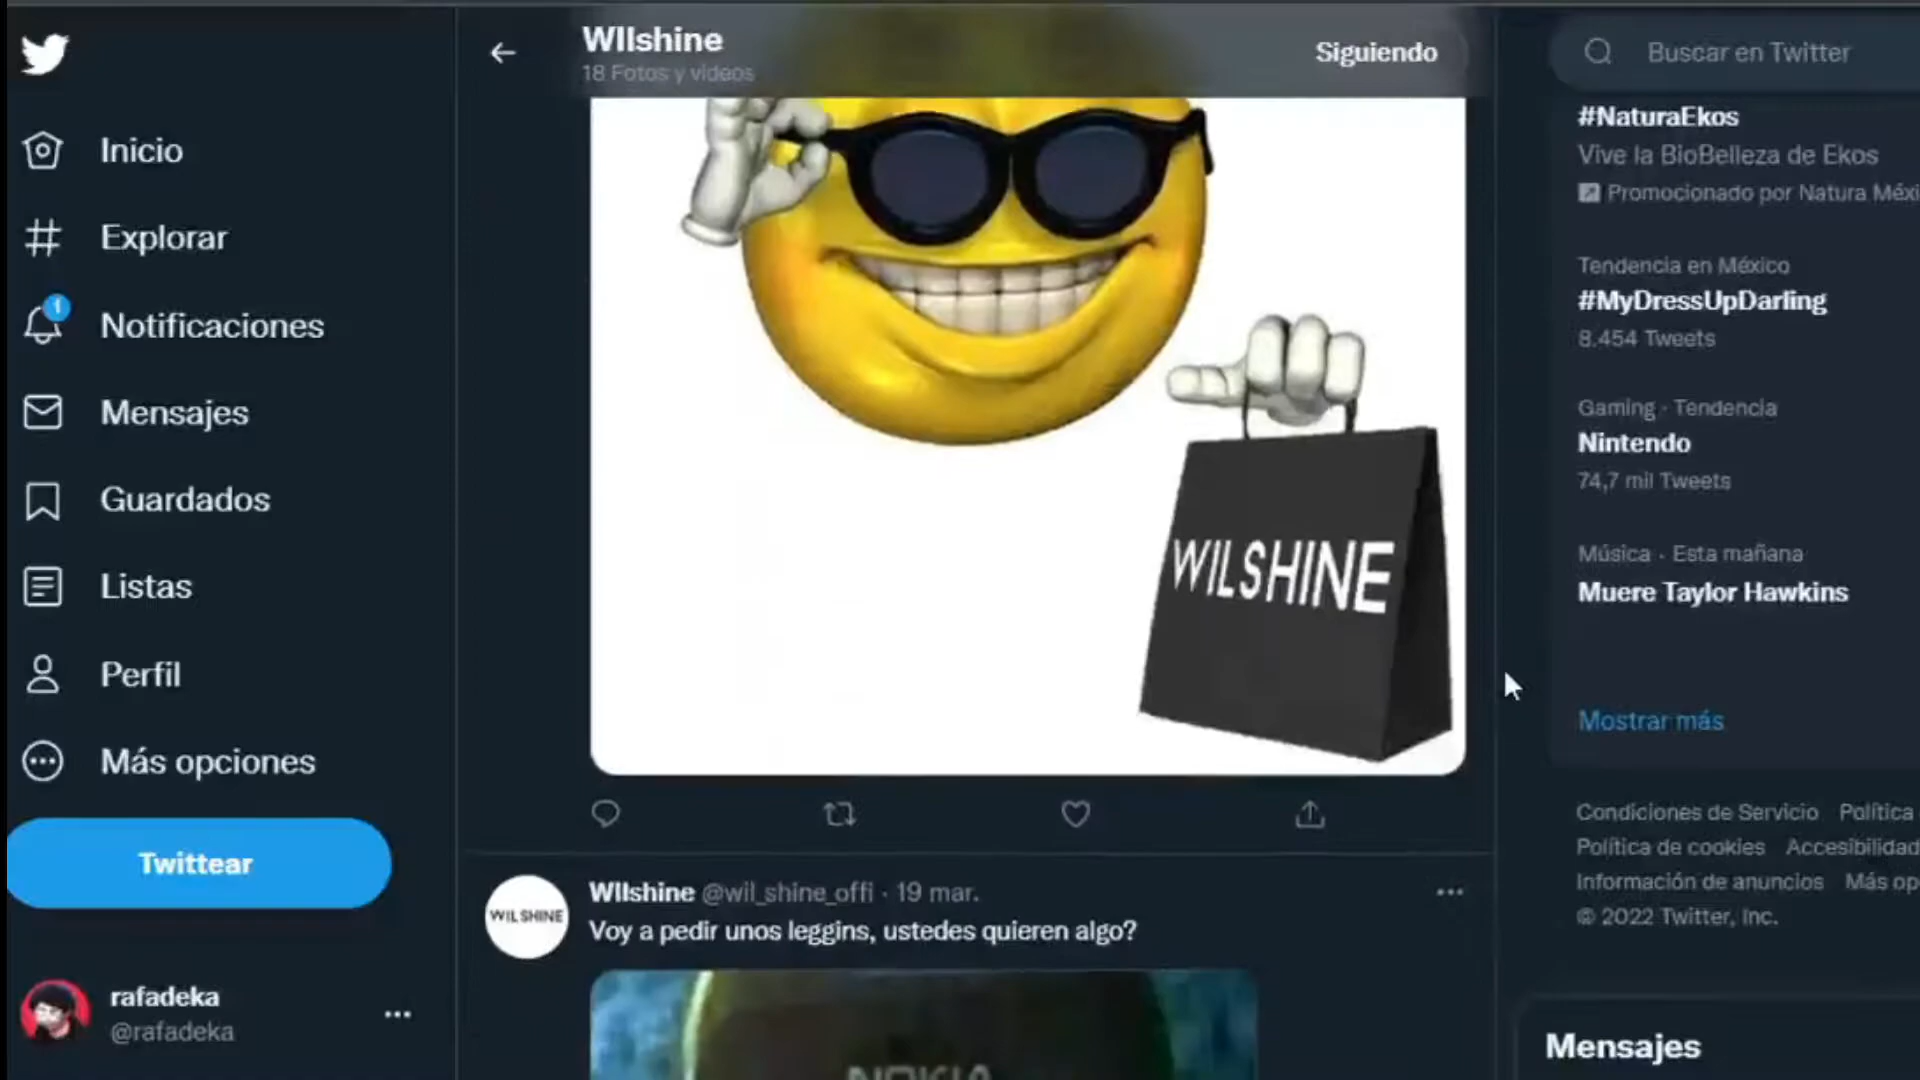 Inicio
Explorar
1
Notificaciones
Mensajes
Guardados
Listas
Perfil
Más opciones
Twittear
rafadeka
@rafadeka
WIlshine
18 Fotos y videos
Siguiendo
WILSHINE
WIL SHINE
WIlshine @wil_shine_offi · 19 mar.
Voy a pedir unos leggins, ustedes quieren algo?
NOKIA
Buscar en Twitter
#NaturaEkos
Vive la BioBelleza de Ekos
Promocionado por Natura Méxi
Tendencia en México
#MyDressUpDarling
8.454 Tweets
Gaming · Tendencia
Nintendo
74,7 mil Tweets
Música · Esta mañana
Muere Taylor Hawkins
Mostrar más
Condiciones de Servicio Política
Política de cookies Accesibilidad
Información de anuncios Más op
© 2022 Twitter, Inc.
Mensajes